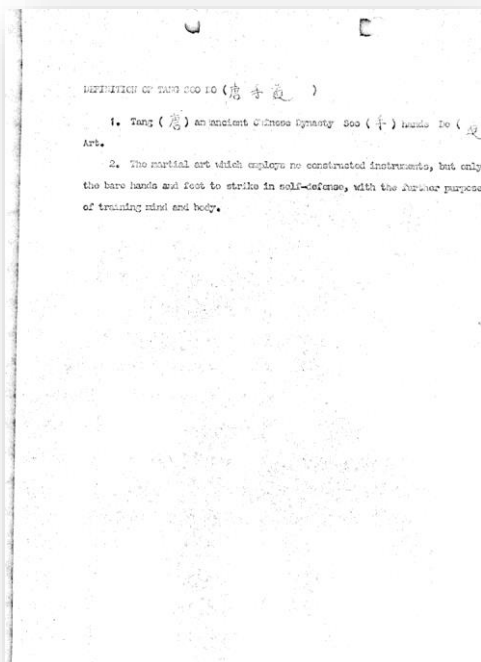 DEFINITION OF TANG SOO DO (唐手道)
1. Tang (唐) an ancient Chinese Dynasty Soo (手) hands Do (道
Art.
2. The martial art which employs no constructed instruments, but only
the bare hands and foot to strike in self-defense, with the further purpose
of training mind and body.